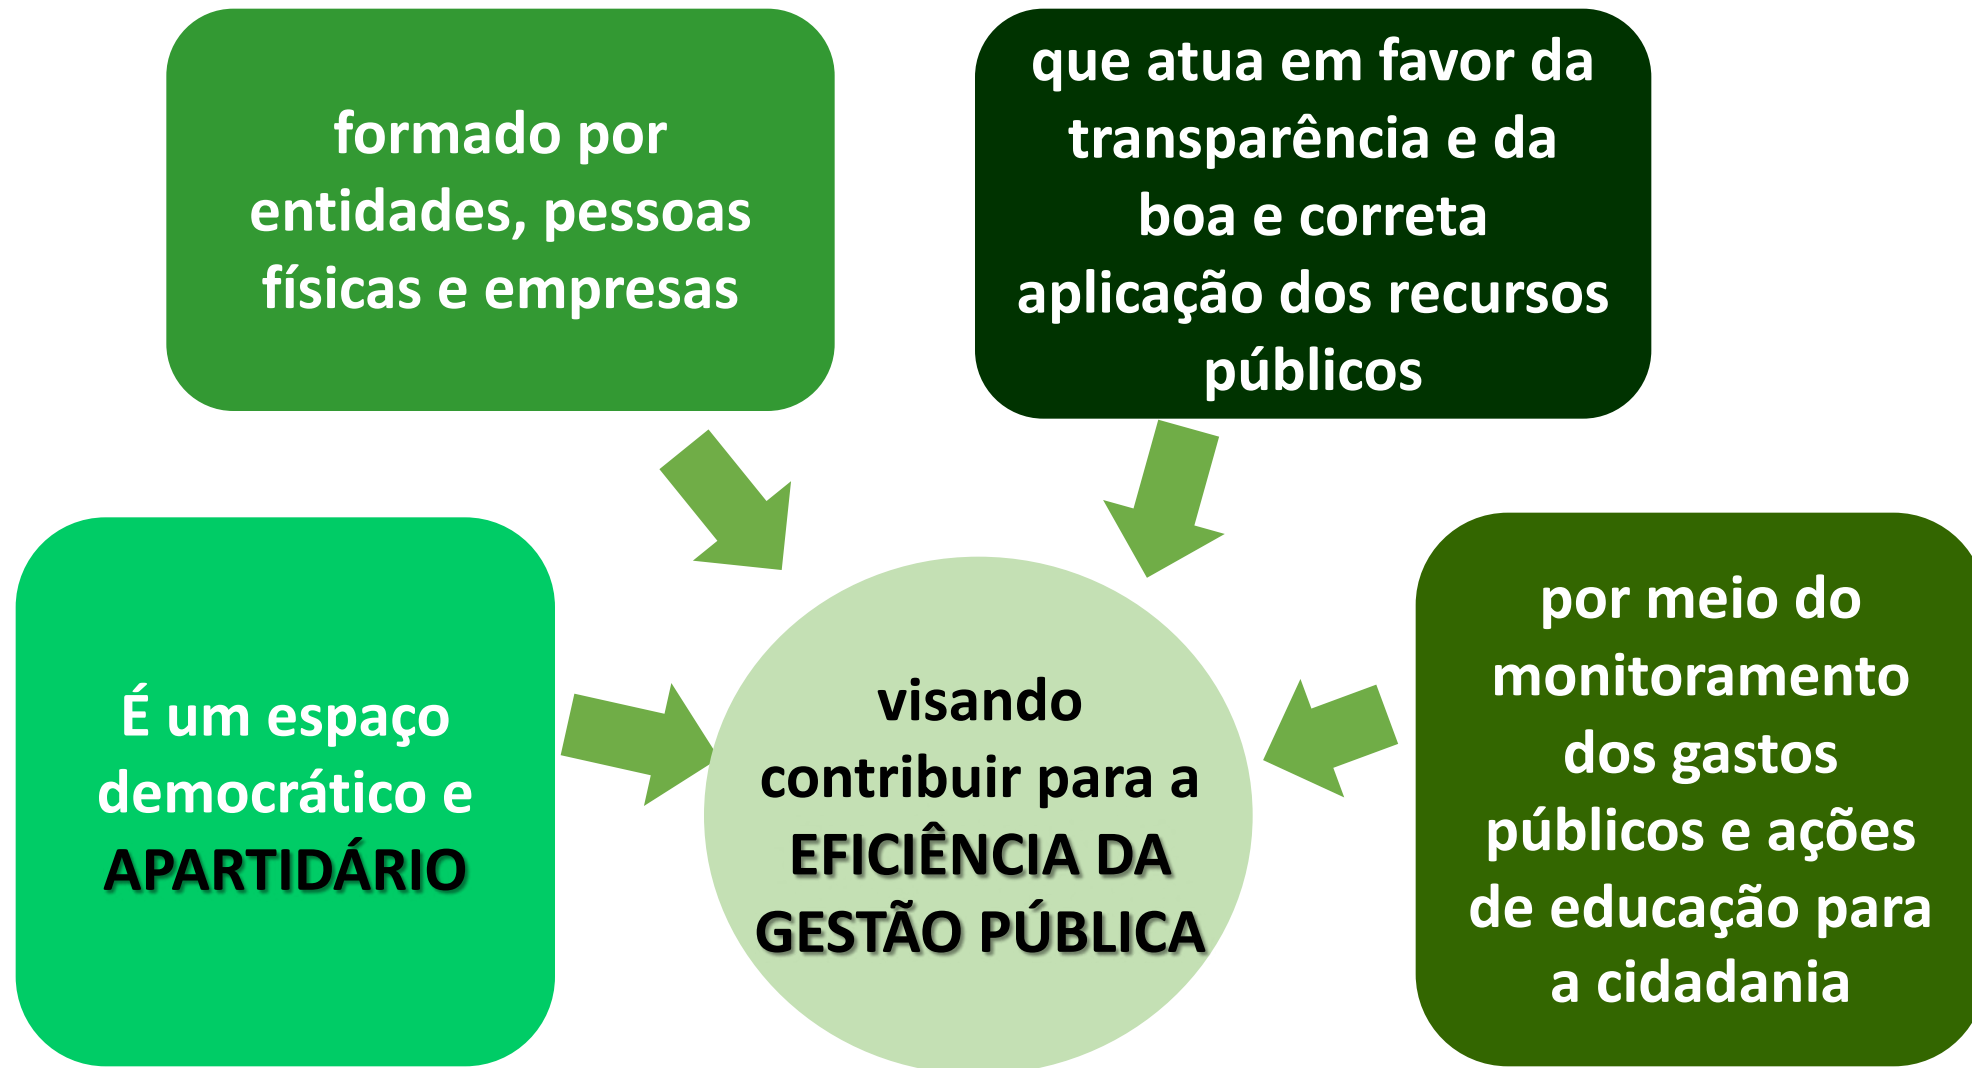 É um espaço
democrático e
APARTIDÁRIO
formado por
entidades, pessoas
físicas e empresas
que atua em favor da
transparência e da
boa e correta
aplicação dos recursos
públicos
por meio do
monitoramento
dos gastos
públicos e ações
de educação para
a cidadania
visando
contribuir para a
EFICIÊNCIA DA
GESTÃO PÚBLICA